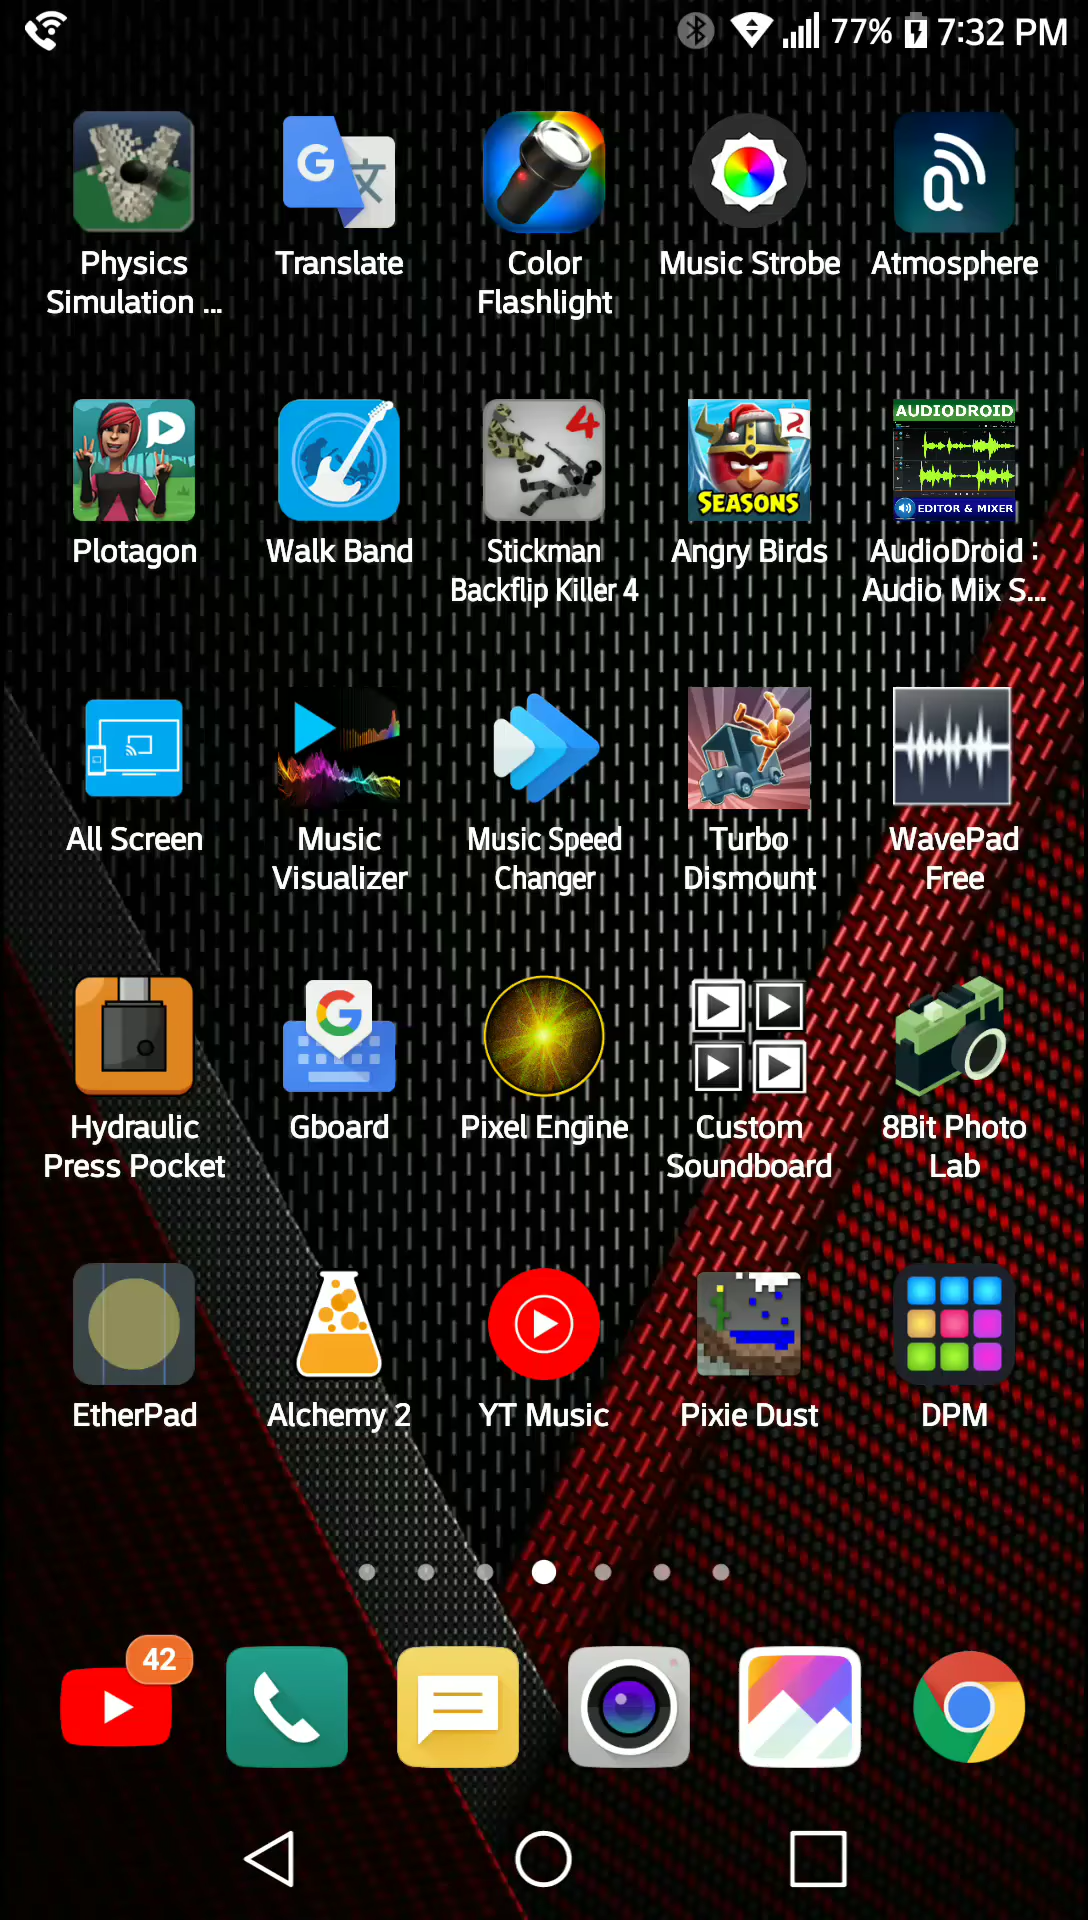 77% 7:32 PM
Physics
Simulation ...
Translate
Color
Flashlight
Music Strobe
Atmosphere
G 文
a
4
SEASONS
AUDIODROID
EDITOR & MIXER
Plotagon
Walk Band
Stickman
Backflip Killer 4
Angry Birds
AudioDroid :
Audio Mix S...
All Screen
Music
Visualizer
Music Speed
Changer
Turbo
Dismount
WavePad
Free
G
Hydraulic
Press Pocket
Gboard
Pixel Engine
Custom
Soundboard
8Bit Photo
Lab
EtherPad
Alchemy 2
YT Music
Pixie Dust
DPM
42